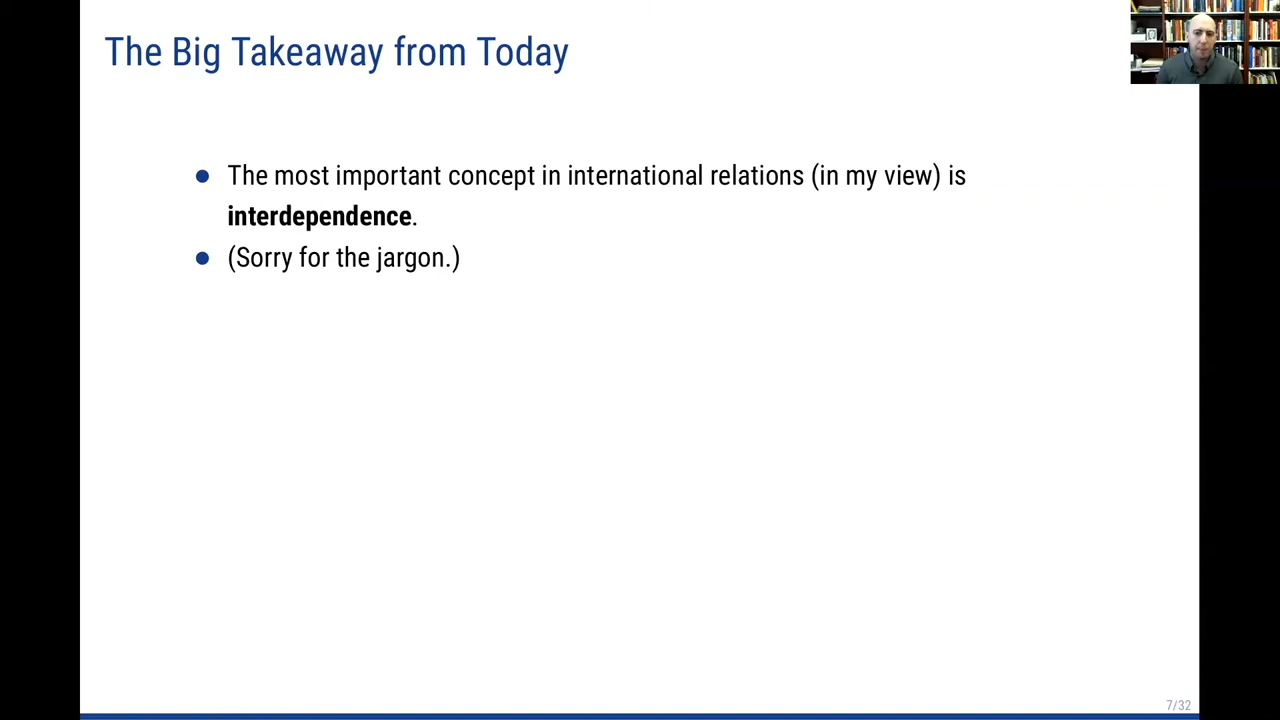 The Big Takeaway from Today
● The most important concept in international relations (in my view) is
interdependence.
● (Sorry for the jargon.)
7/32